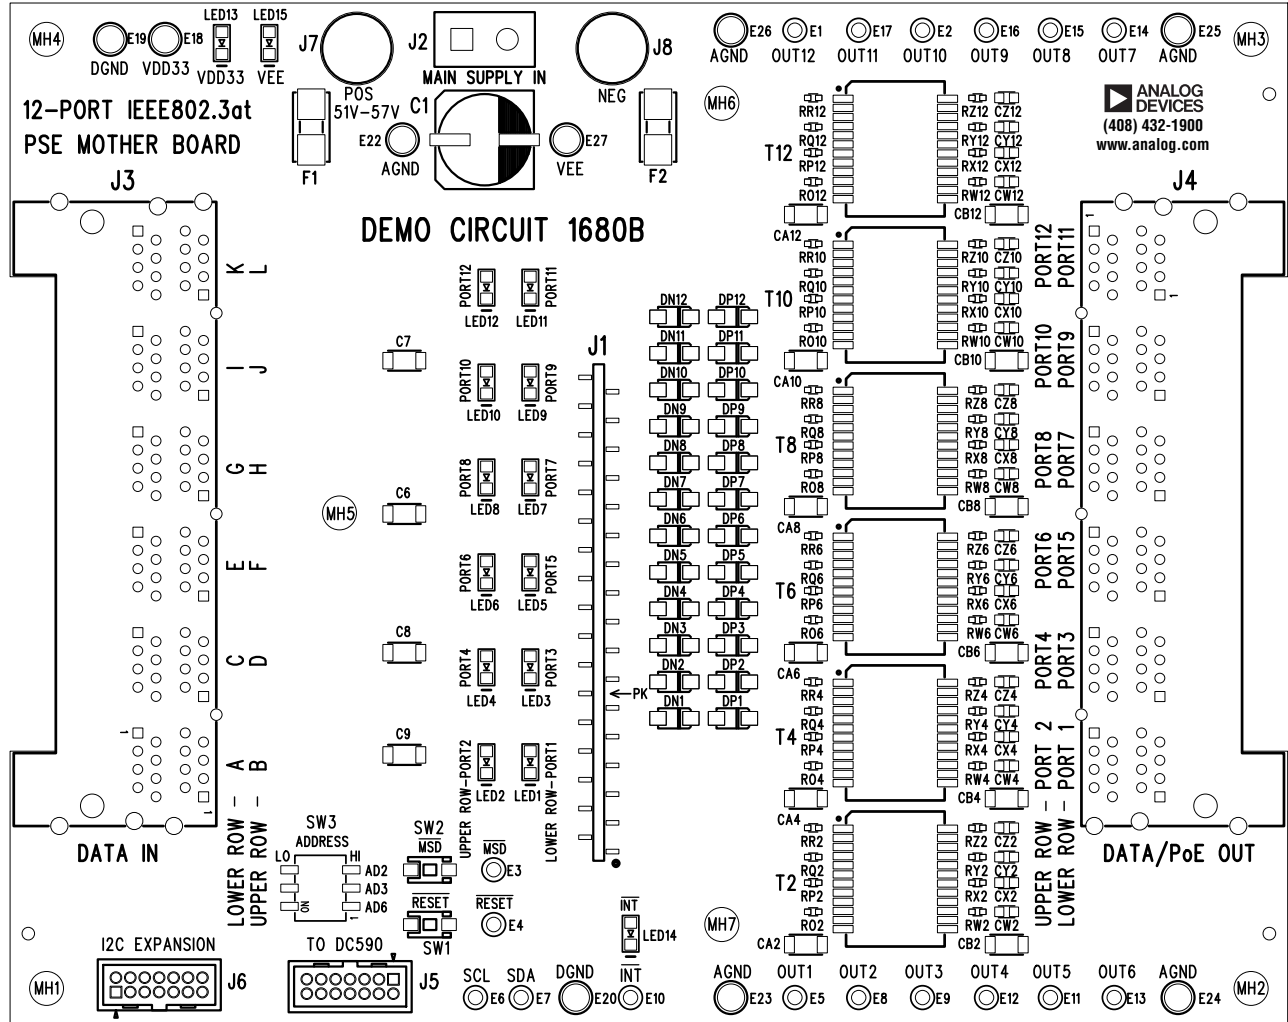 MH4
E19
DGND
E18
VDD33
LED13
VDD33
LED15
VEE
J7
POS
51V-57V
J2
MAIN SUPPLY IN
J8
NEG
E26
AGND
E1
OUT12
E17
OUT11
E2
OUT10
E16
OUT9
E15
OUT8
E14
OUT7
E25
AGND
MH3
12-PORT IEEE802.3at
PSE MOTHER BOARD
F1
E22
AGND
C1
E27
VEE
F2
MH6
ANALOG
DEVICES
(408) 432-1900
www.analog.com
DEMO CIRCUIT 1680B
J3
J4
T12
RR12
RQ12
RP12
RO12
CA12
RZ12
CZ12
RY12
CY12
RX12
CX12
RW12
CW12
CB12
T10
RR10
RQ10
RP10
RO10
CA10
RZ10
CZ10
RY10
CY10
RX10
CX10
RW10
CW10
CB10
T8
RR8
RQ8
RP8
RO8
CA8
RZ8
CZ8
RY8
CY8
RX8
CX8
RW8
CW8
CB8
T6
RR6
RQ6
RP6
RO6
CA6
RZ6
CZ6
RY6
CY6
RX6
CX6
RW6
CW6
CB6
T4
RR4
RQ4
RP4
RO4
CA4
RZ4
CZ4
RY4
CY4
RX4
CX4
RW4
CW4
CB4
T2
RR2
RQ2
RP2
RO2
CA2
RZ2
CZ2
RY2
CY2
RX2
CX2
RW2
CW2
CB2
K
L
I
J
G
H
E
F
C
D
LOWER ROW - A
UPPER ROW - B
1
1
DATA IN
C7
C6
C8
C9
MH5
PORT12
LED12
PORT11
LED11
PORT10
LED10
PORT9
LED9
PORT8
LED8
PORT7
LED7
PORT6
LED6
PORT5
LED5
PORT4
LED4
PORT3
LED3
UPPER ROW-PORT2
LED2
LOWER ROW-PORT1
LED1
J1
PK
DN12
DP12
DN11
DP11
DN10
DP10
DN9
DP9
DN8
DP8
DN7
DP7
DN6
DP6
DN5
DP5
DN4
DP4
DN3
DP3
DN2
DP2
DN1
DP1
1
1
PORT12
PORT11
PORT10
PORT9
PORT8
PORT7
PORT6
PORT5
PORT4
PORT3
UPPER ROW - PORT 2
LOWER ROW - PORT 1
DATA/PoE OUT
SW3
ADDRESS
LO
HI
AD2
AD3
AD6
NO
1
SW2
MSD
RESET
SW1
MSD
E3
RESET
E4
INT
LED14
MH7
I2C EXPANSION
J6
TO DC590
J5
MH1
SCL
E6
SDA
E7
DGND
E20
INT
E10
AGND
E23
OUT1
E5
OUT2
E8
OUT3
E9
OUT4
E12
OUT5
E11
OUT6
E13
AGND
E24
MH2